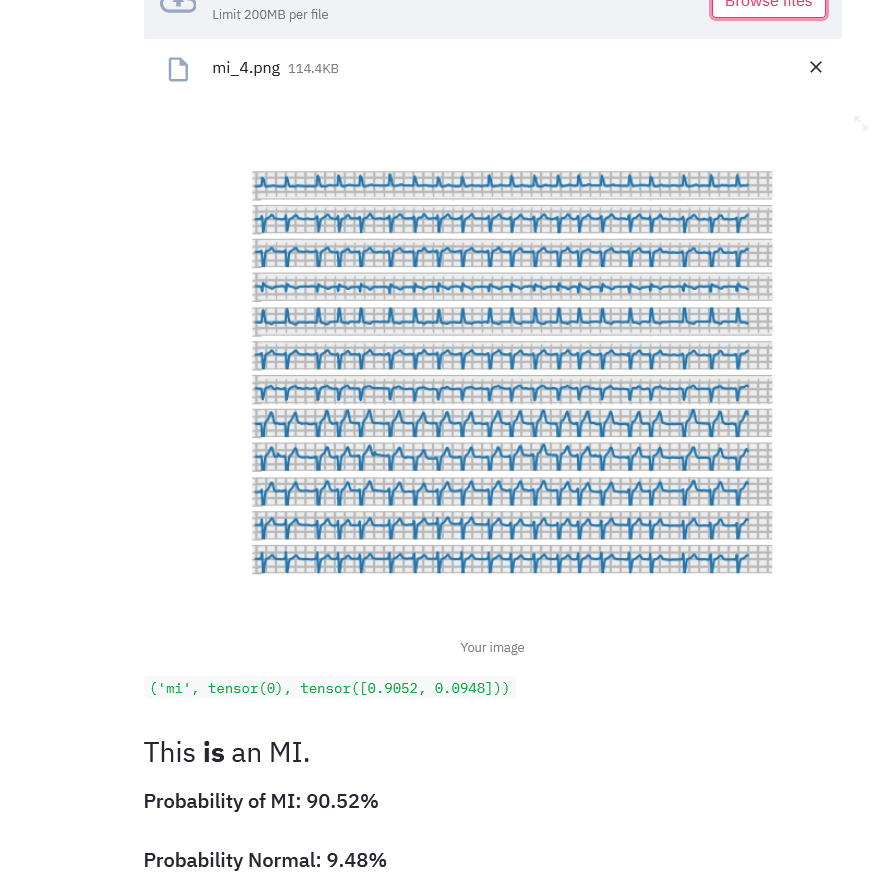 Limit 200MB per file
Browse files
mi_4.png 114.4KB
Your image
('mi', tensor(0), tensor([0.9052, 0.0948]))
This is an MI.
Probability of MI: 90.52%
Probability Normal: 9.48%